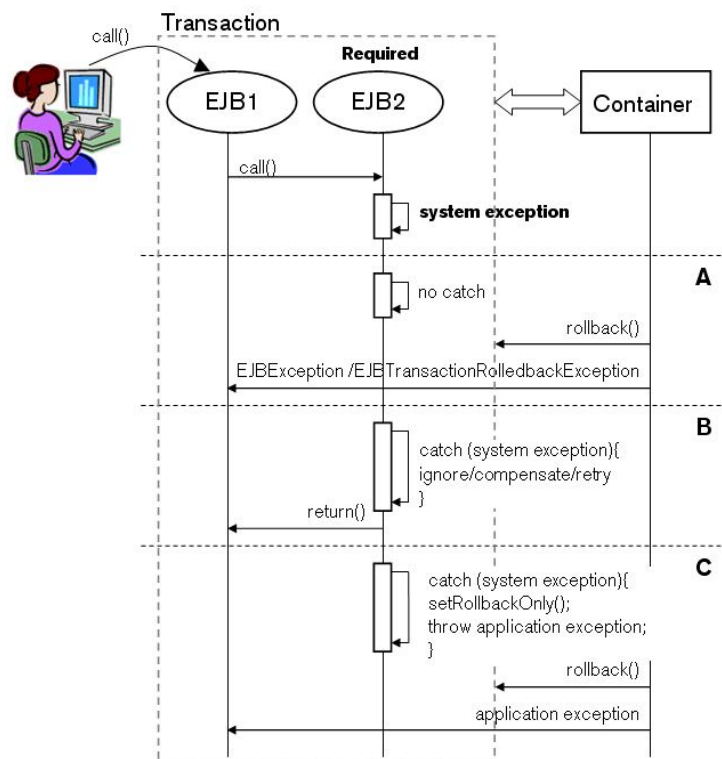 Transaction
call()
Required
EJB1
EJB2
Container
call()
system exception
A
no catch
rollback()
EJBException /EJBTransactionRolledbackException
B
catch (system exception){
ignore/compensate/retry
}
return()
C
catch (system exception){
setRollbackOnly();
throw application exception;
}
rollback()
application exception